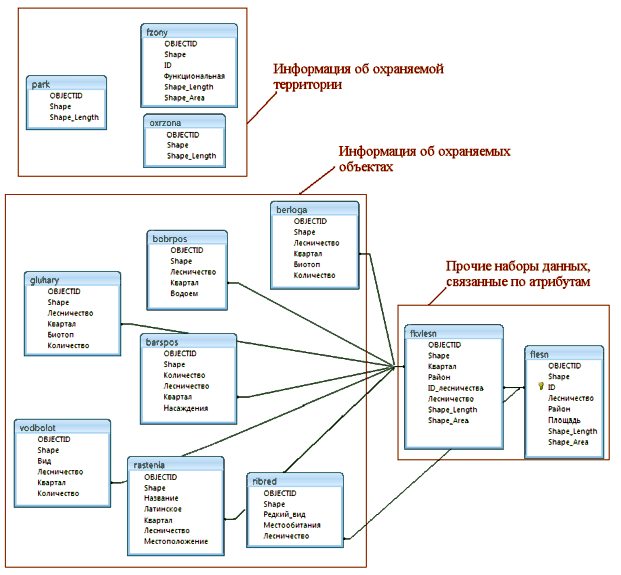 fzony
OBJECTID
Shape
ID
Функциональная
Shape_Length
Shape_Area
park
OBJECTID
Shape
Shape_Length
oxrzona
OBJECTID
Shape
Shape_Length
Информация об охраняемой
территории
Информация об охраняемых
объектах
berloga
OBJECTID
Shape
Лесничество
Квартал
Биотоп
Количество
bobrpos
OBJECTID
Shape
Лесничество
Квартал
Водоем
gluhary
OBJECTID
Shape
Лесничество
Квартал
Биотоп
Количество
barspos
OBJECTID
Shape
Количество
Лесничество
Квартал
Насаждения
Прочие наборы данных,
связанные по атрибутам
fkvlesn
OBJECTID
Shape
Квартал
Район
ID_лесничества
Лесничество
Shape_Length
Shape_Area
flesn
OBJECTID
Shape
ID
Лесничество
Район
Площадь
Shape_Length
Shape_Area
vodbolot
OBJECTID
Shape
Вид
Лесничество
Квартал
Количество
rastenia
OBJECTID
Shape
Название
Латинское
Квартал
Лесничество
Местоположение
ribred
OBJECTID
Shape
Редкий_вид
Местообитания
Лесничество